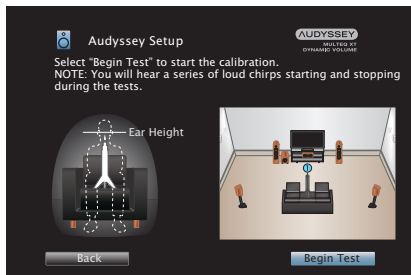 Audyssey Setup
AUDYSSEY
MULTEQ XT
DYNAMIC VOLUME
Select “Begin Test” to start the calibration.
NOTE: You will hear a series of loud chirps starting and stopping
during the tests.
Ear Height
Back
Begin Test